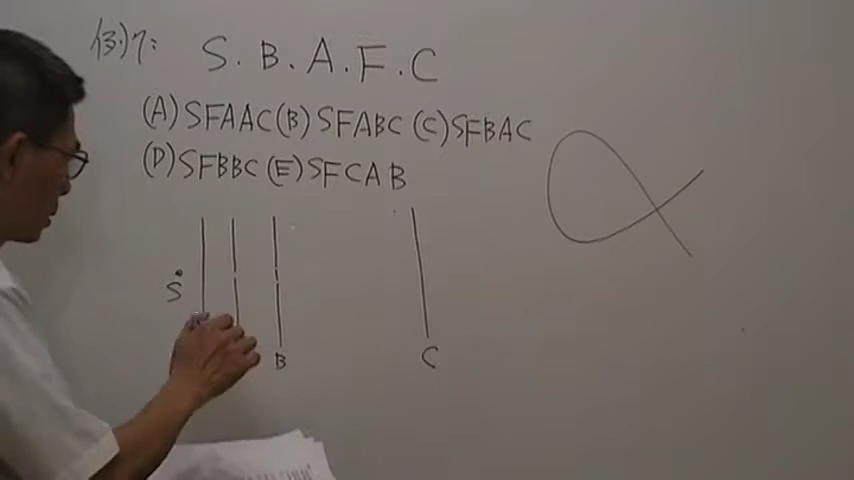 例7:
S. B. A. F. C
(A) SFAAC (B) SFABC (C) SFBAC
(D) SFBBC (E) SFCAB
S
B
C